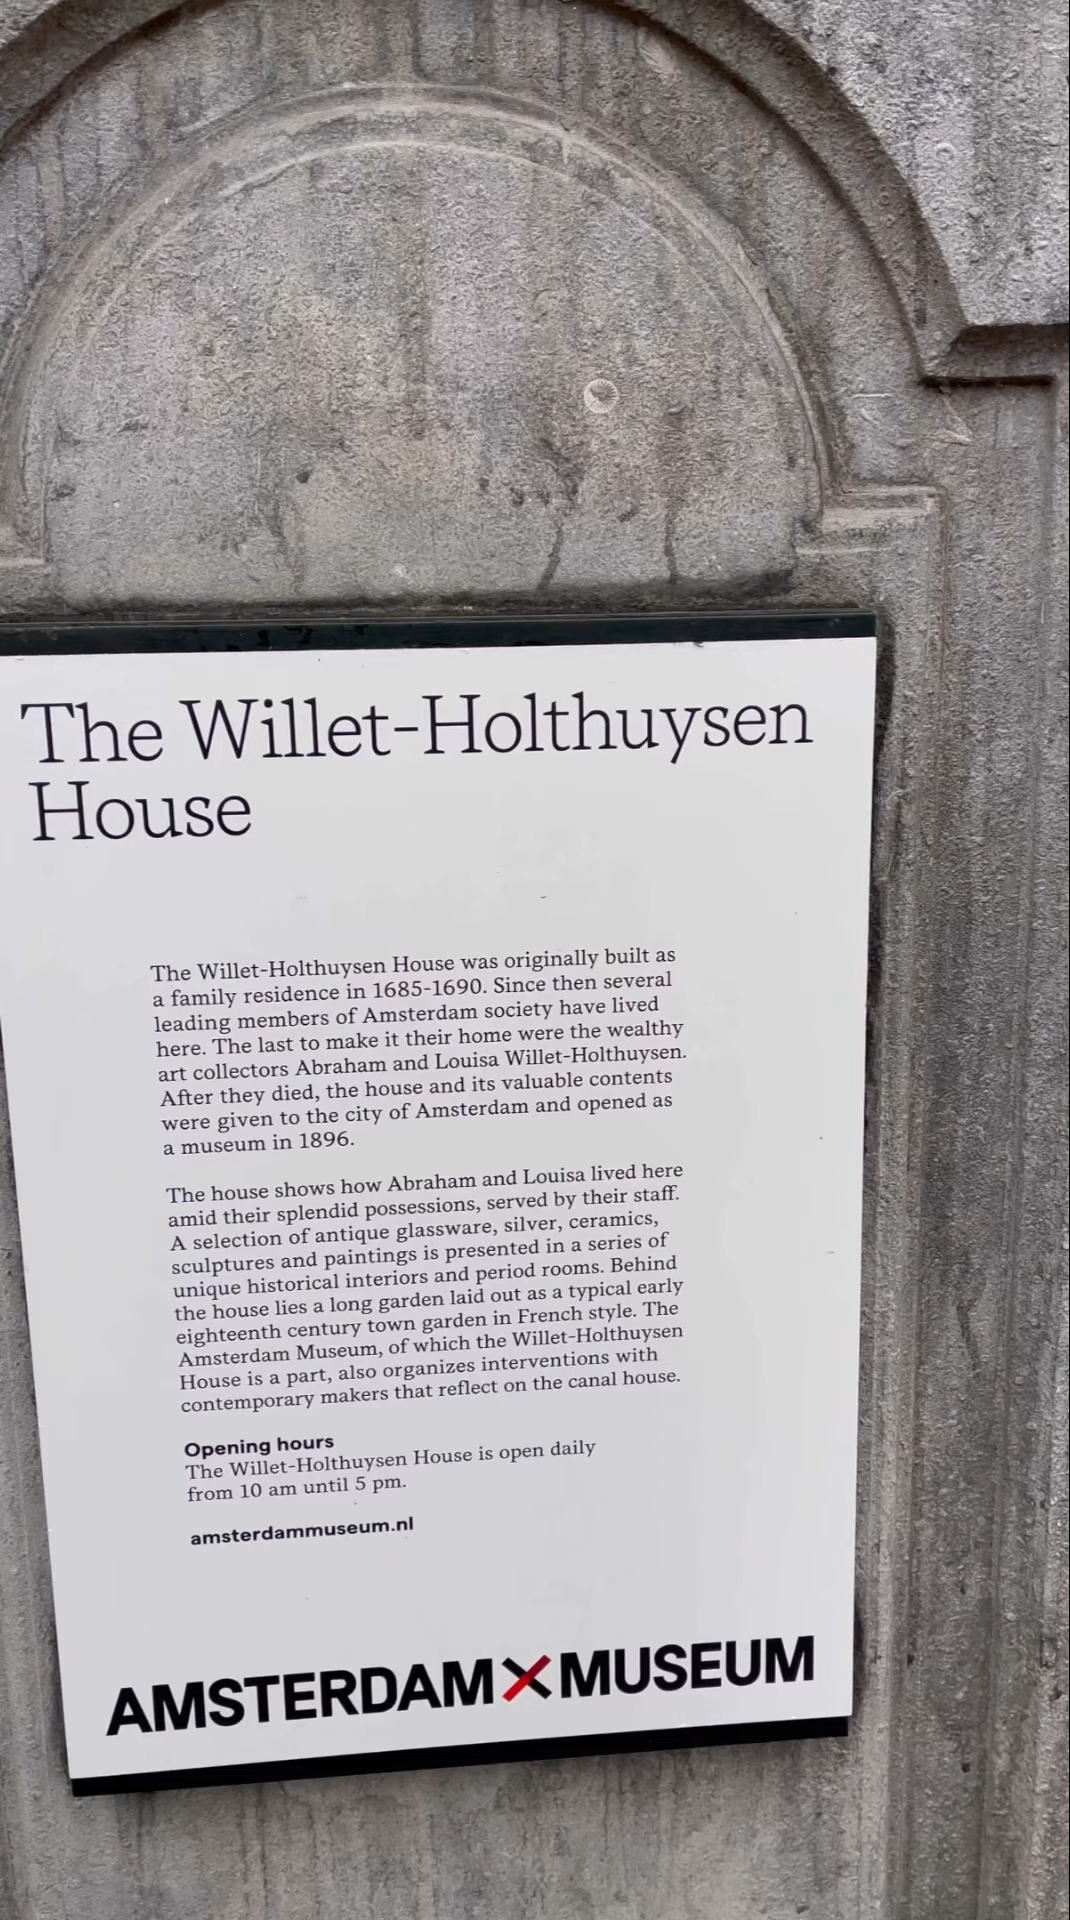 The Willet-Holthuysen
House
The Willet-Holthuysen House was originally built as
a family residence in 1685-1690. Since then several
leading members of Amsterdam society have lived
here. The last to make it their home were the wealthy
art collectors Abraham and Louisa Willet-Holthuysen.
After they died, the house and its valuable contents
were given to the city of Amsterdam and opened as
a museum in 1896.
The house shows how Abraham and Louisa lived here
amid their splendid possessions, served by their staff.
A selection of antique glassware, silver, ceramics,
sculptures and paintings is presented in a series of
unique historical interiors and period rooms. Behind
the house lies a long garden laid out as a typical early
eighteenth century town garden in French style. The
Amsterdam Museum, of which the Willet-Holthuysen
House is a part, also organizes interventions with
contemporary makers that reflect on the canal house.
Opening hours
The Willet-Holthuysen House is open daily
from 10 am until 5 pm.
amsterdammuseum.nl
AMSTERDAM X MUSEUM